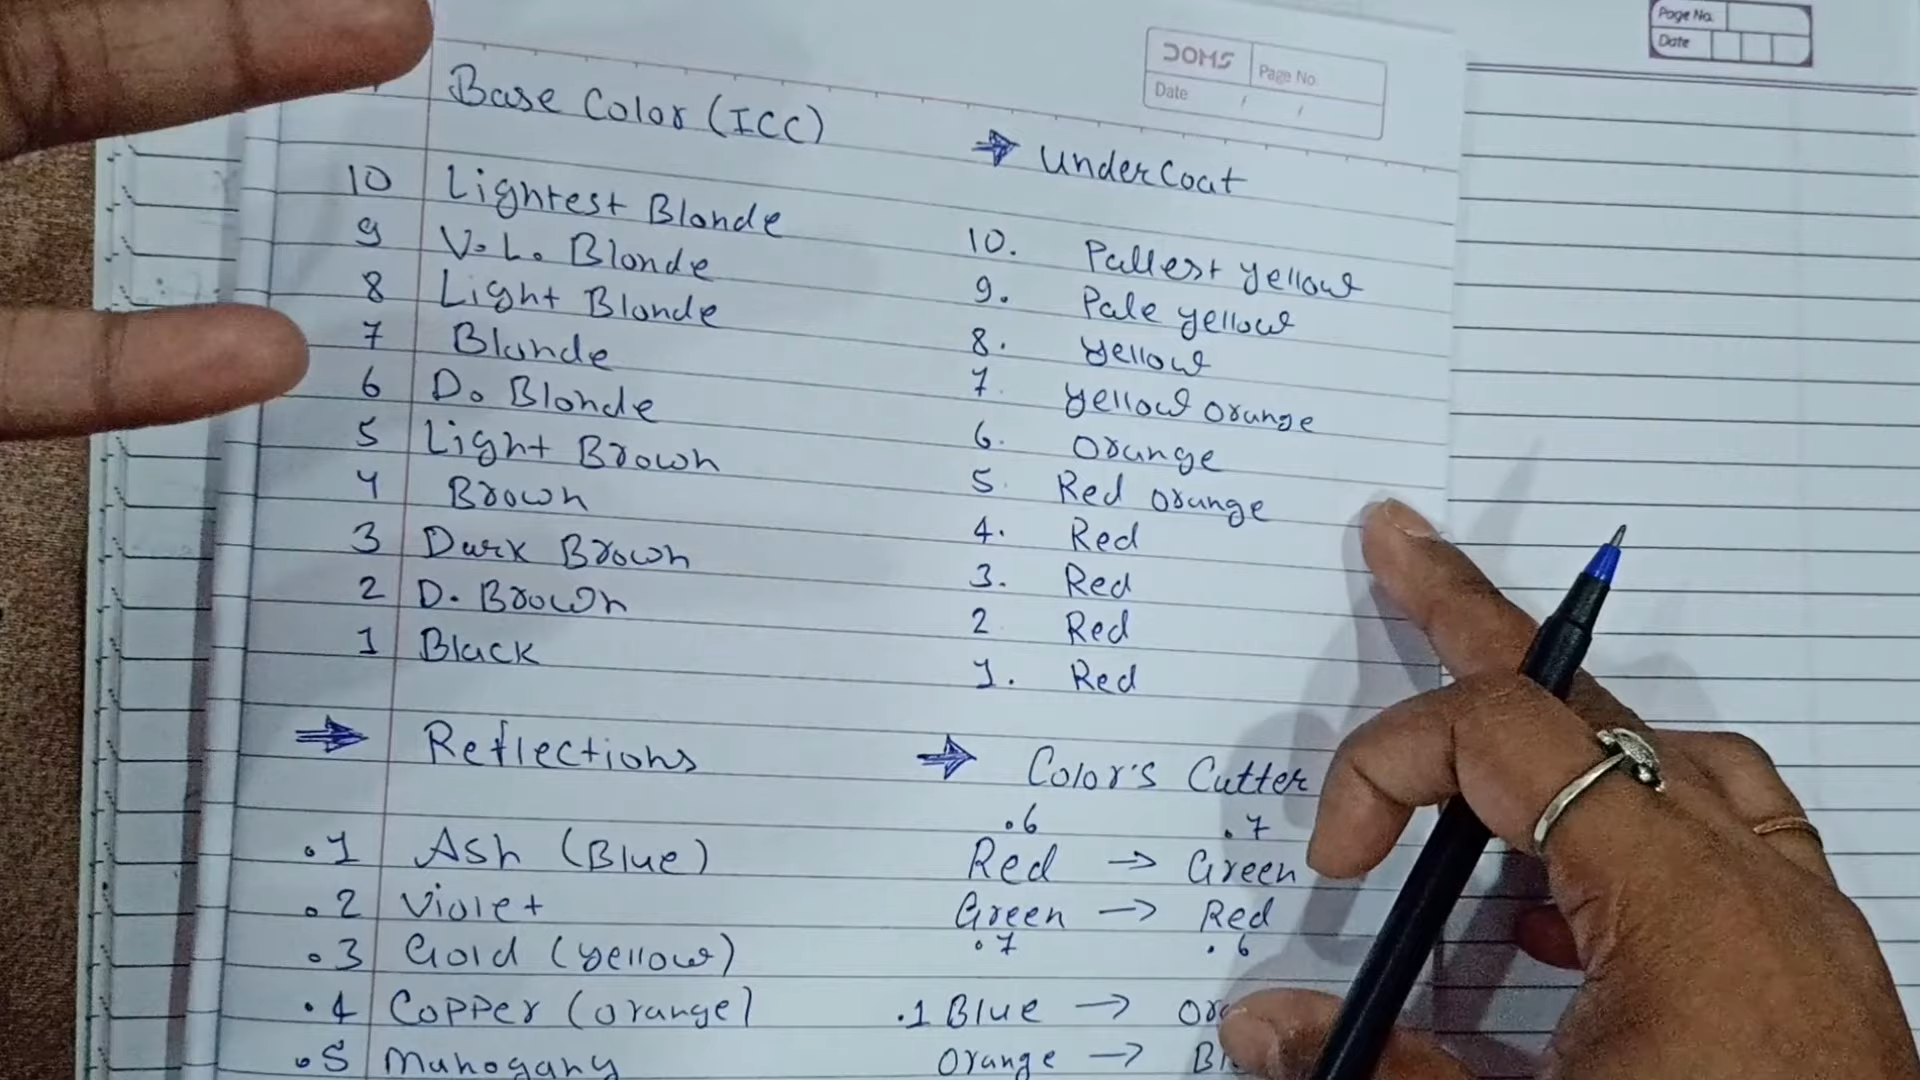 Page No.
Date
DOMS
Page No.
Date / /
Base Color (ICC)
10 Lightest Blonde
9 V. L. Blonde
8 Light Blonde
7 Blonde
6 D. Blonde
5 Light Brown
4 Brown
3 Dark Brown
2 D. Brown
1 Black
Under Coat
10. Pallest yellow
9. Pale yellow
8. yellow
7. yellow orange
6. orange
5. Red orange
4. Red
3. Red
2 Red
1. Red
Reflections
.1 Ash (Blue)
.2 Violet
.3 Gold (yellow)
.4 Copper (orange)
.5 Mahogany
Color's Cutter
.6 .7
Red → Green
Green → Red
.7 .6
.1 Blue →
Orange →